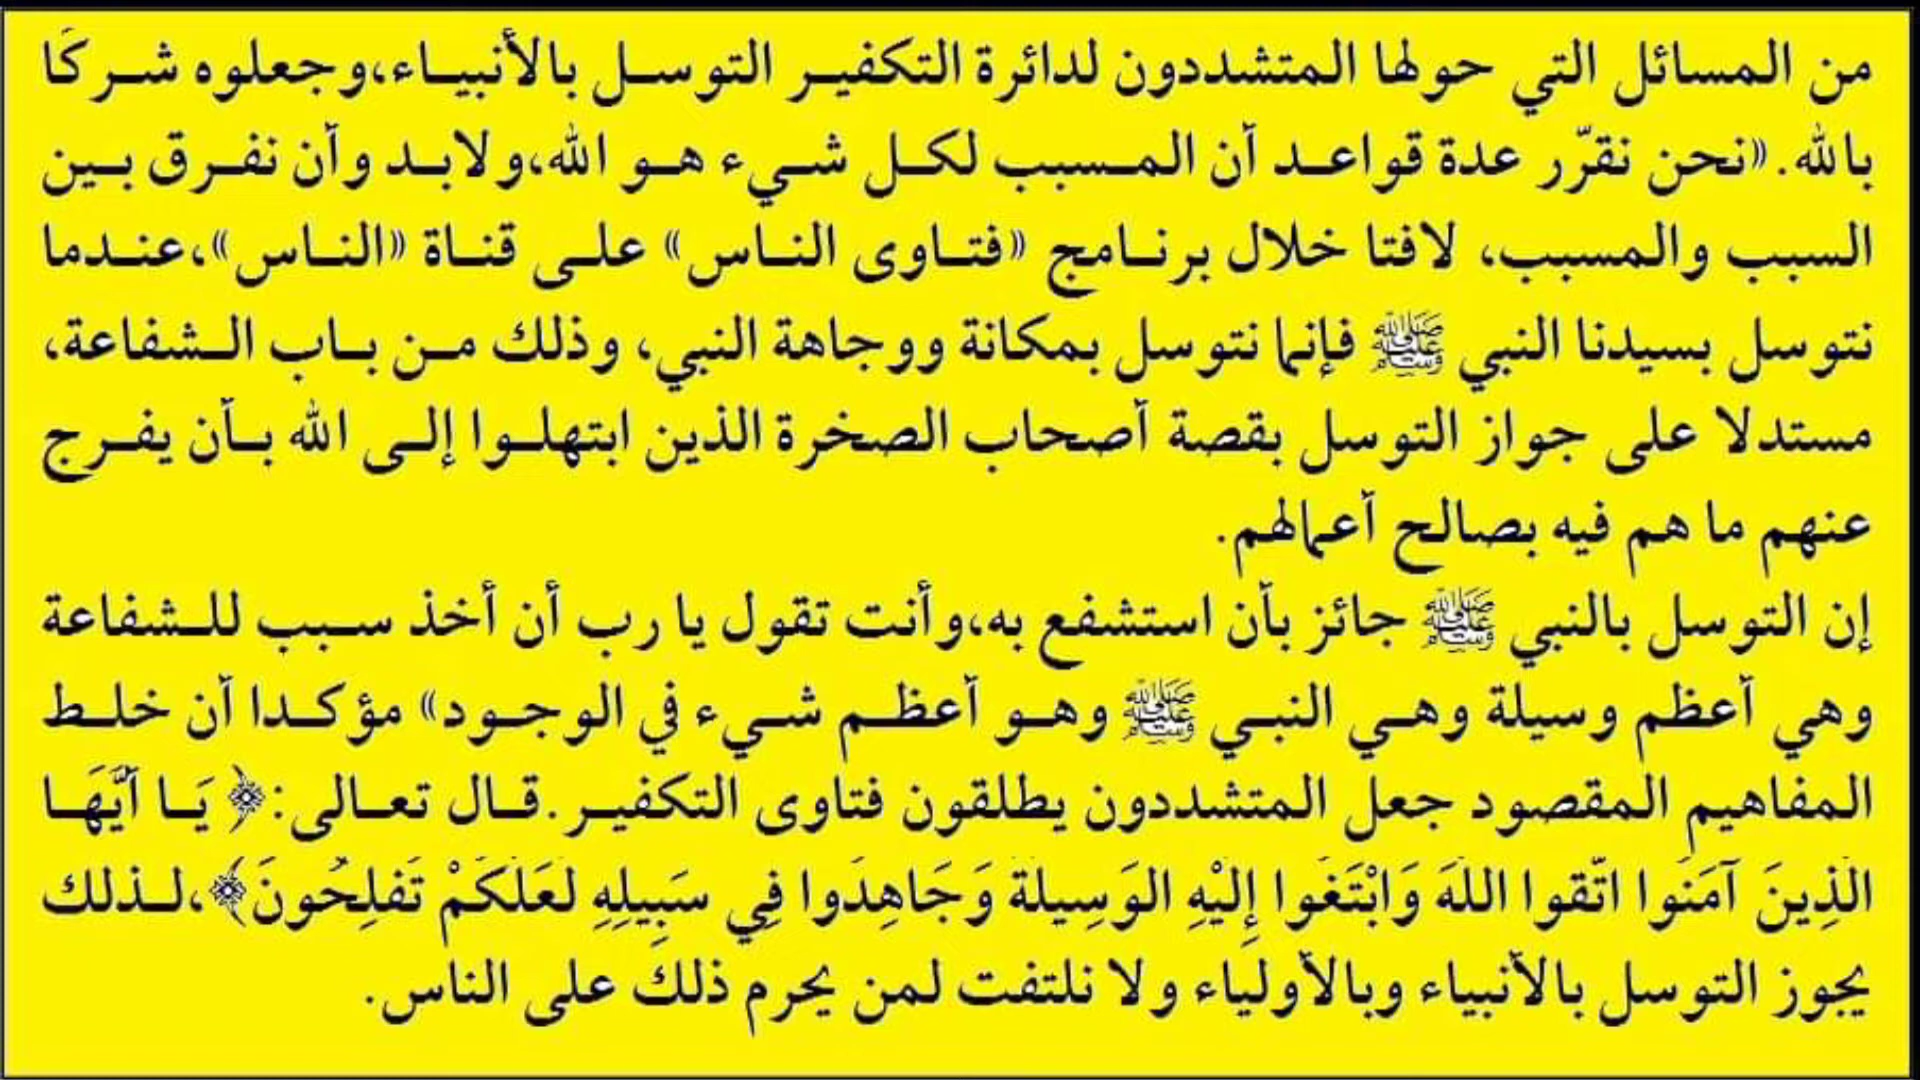 من المسائل التي حولها المتشددون لدائرة التكفير التوسل بالأنبياء،وجعلوه شركًا
بالله. «نحن نقرّر عدة قواعد أن المسبب لكل شيء هو الله،ولابد وأن نفرق بين
السبب والمسبب، لافتا خلال برنامج «فتاوى الناس» على قناة «الناس»،عندما
نتوسل بسيدنا النبي ﷺ فإنما نتوسل بمكانة ووجاهة النبي، وذلك من باب الشفاعة،
مستدلا على جواز التوسل بقصة أصحاب الصخرة الذين ابتهلوا إلى الله بأن يفرج
عنهم ما هم فيه بصالح أعمالهم.
إن التوسل بالنبي ﷺ جائز بأن استشفع به،وأنت تقول يا رب أن أخذ سبب للشفاعة
وهي أعظم وسيلة وهي النبي ﷺ وهو أعظم شيء في الوجود» مؤكدا أن خلط
المفاهيم المقصود جعل المتشددون يطلقون فتاوى التكفير.قال تعالى:﴿ يَا أَيَّهَا
الَّذِينَ آمَنُوا اتَّقوا اللَّهَ وَابْتَغُوا إِلَيْهِ الوَسِيلَةَ وَجَاهِدُوا فِي سَبِيلِهِ لَعَلَكُمْ تَفلِحُونَ﴾،لذلك
يجوز التوسل بالأنبياء وبالأولياء ولا نلتفت لمن يحرم ذلك على الناس.